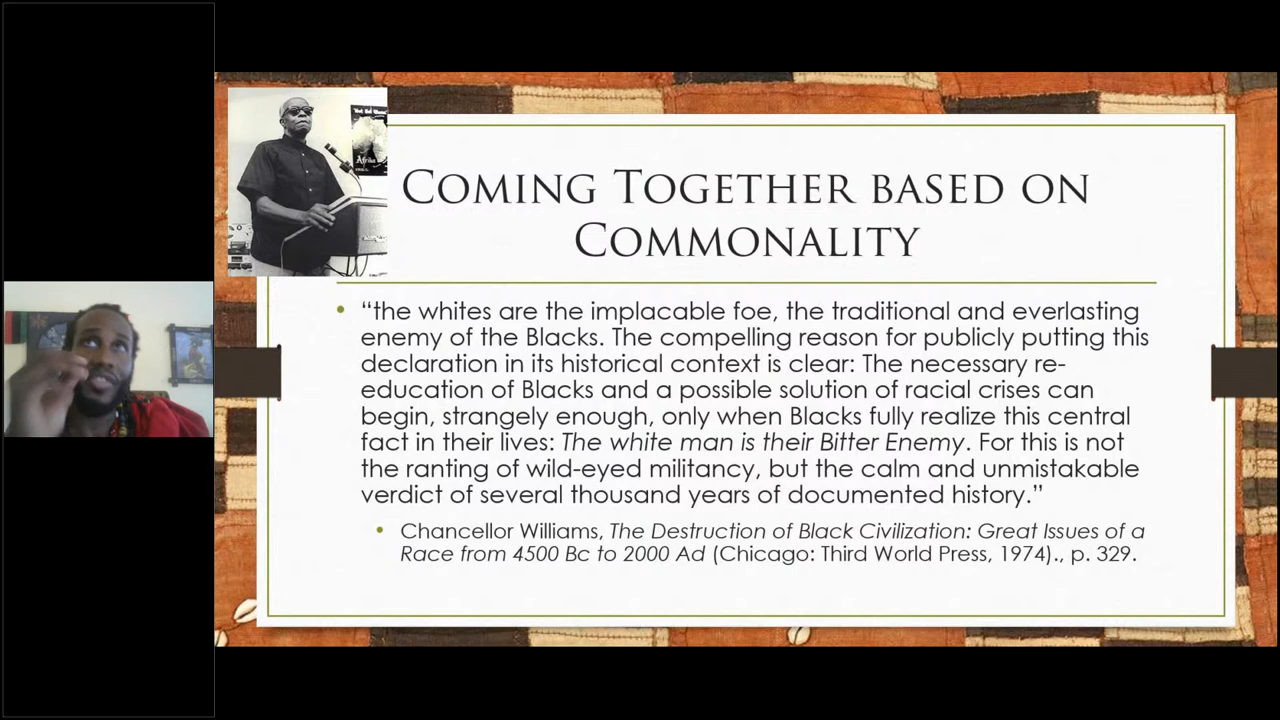 COMING TOGETHER BASED ON
COMMONALITY
• “the whites are the implacable foe, the traditional and everlasting
enemy of the Blacks. The compelling reason for publicly putting this
declaration in its historical context is clear: The necessary re-
education of Blacks and a possible solution of racial crises can
begin, strangely enough, only when Blacks fully realize this central
fact in their lives: The white man is their Bitter Enemy. For this is not
the ranting of wild-eyed militancy, but the calm and unmistakable
verdict of several thousand years of documented history.”
• Chancellor Williams, The Destruction of Black Civilization: Great Issues of a
Race from 4500 Bc to 2000 Ad (Chicago: Third World Press, 1974)., p. 329.
Afrika